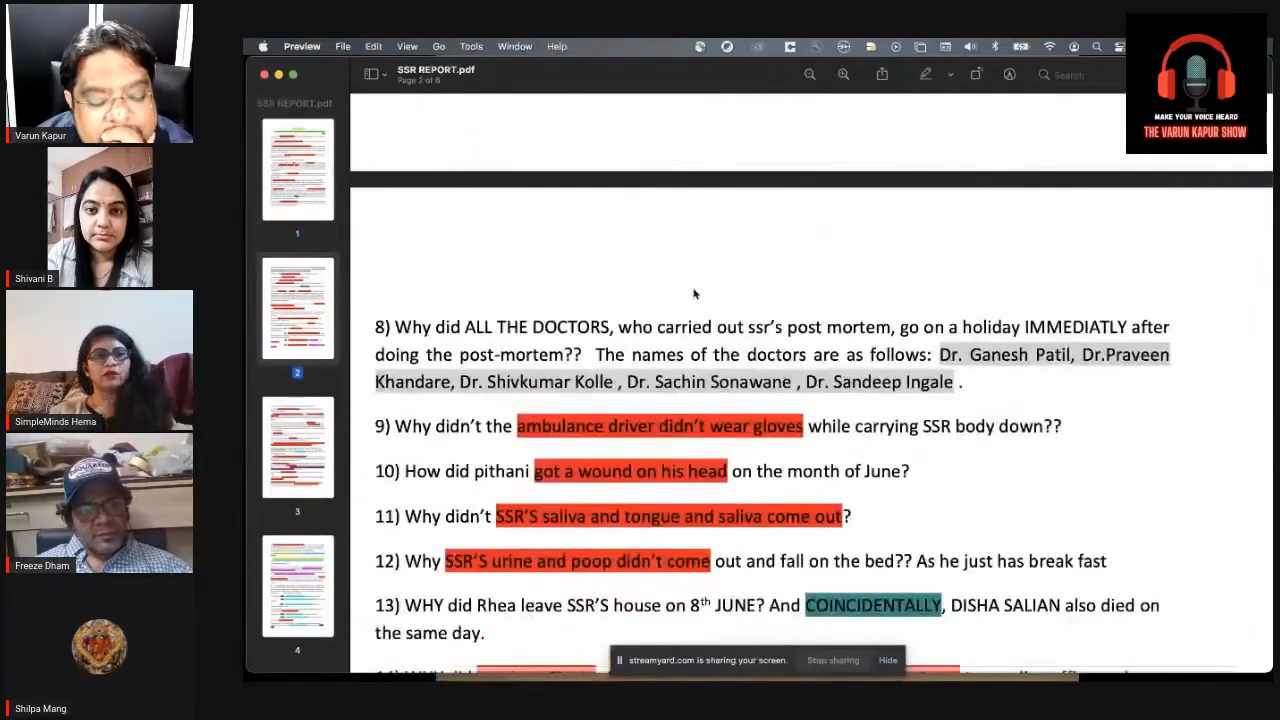 Preview File Edit View Go Tools Window Help
SSR REPORT.pdf
Page 2 of 6
Search
MAKE YOUR VOICE HEARD
THE VARUN KAPUR SHOW
SSR REPORT.pdf
1
2
3
4
8) Why did ALL THE DOCTORS, who carried out post mortem, go on a holiday IMMEDIATLY after
doing the post-mortem?? The names of the doctors are as follows: Dr. Ganesh Patil, Dr.Praveen
Khandare, Dr. Shivkumar Kolle , Dr. Sachin Sonawane , Dr. Sandeep Ingale .
9) Why didn't the ambulance driver didn't wear gloves while carrying SSR body down??
10) How did pithani got a wound on his head on the month of June?
11) Why didn't SSR'S saliva and tongue and saliva come out?
12) Why SSR'S urine and poop didn't come out and fall on the bed?? As he just has break fast
13) WHY did Rhea leave SSR'S house on 8th JUNE? And COINCIDENTALLY, DISHA SALIAN also died on
the same day.
streamyard.com is sharing your screen. Stop sharing Hide
Varun Kapur
Shivani B
SimpleMinds Hema
Freeze Dham
Shilpa Mang